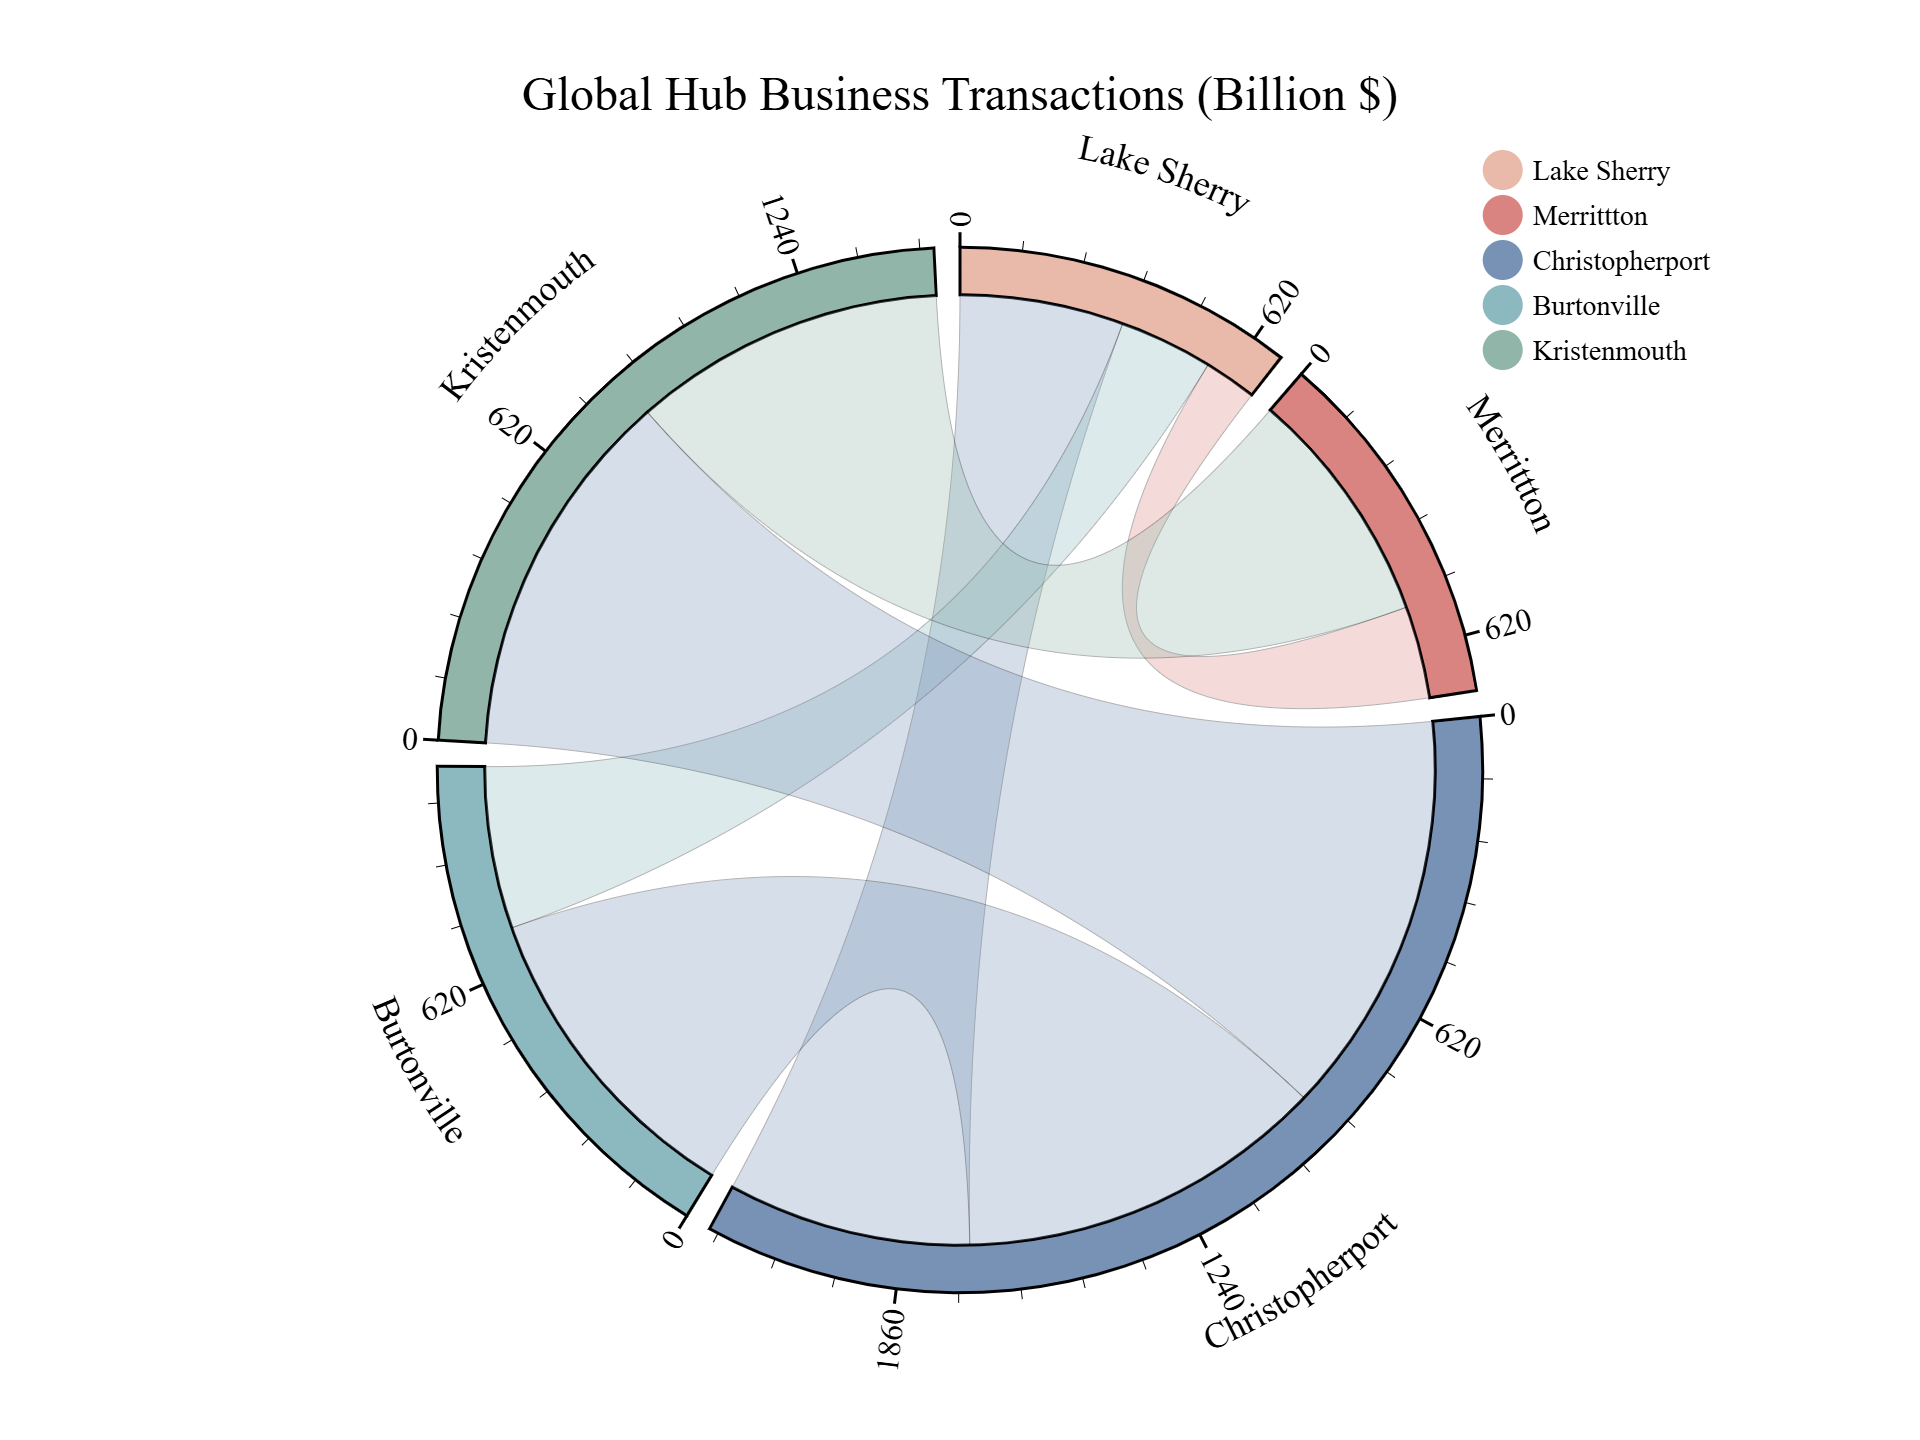 Global Hub Business Transactions (Billion $)
Lake Sherry
Merrittton
Christopherport
Burtonville
Kristenmouth
Lake Sherry
0
620
Merrittton
0
620
Christopherport
0
620
1240
1860
Burtonville
0
620
Kristenmouth
0
620
1240